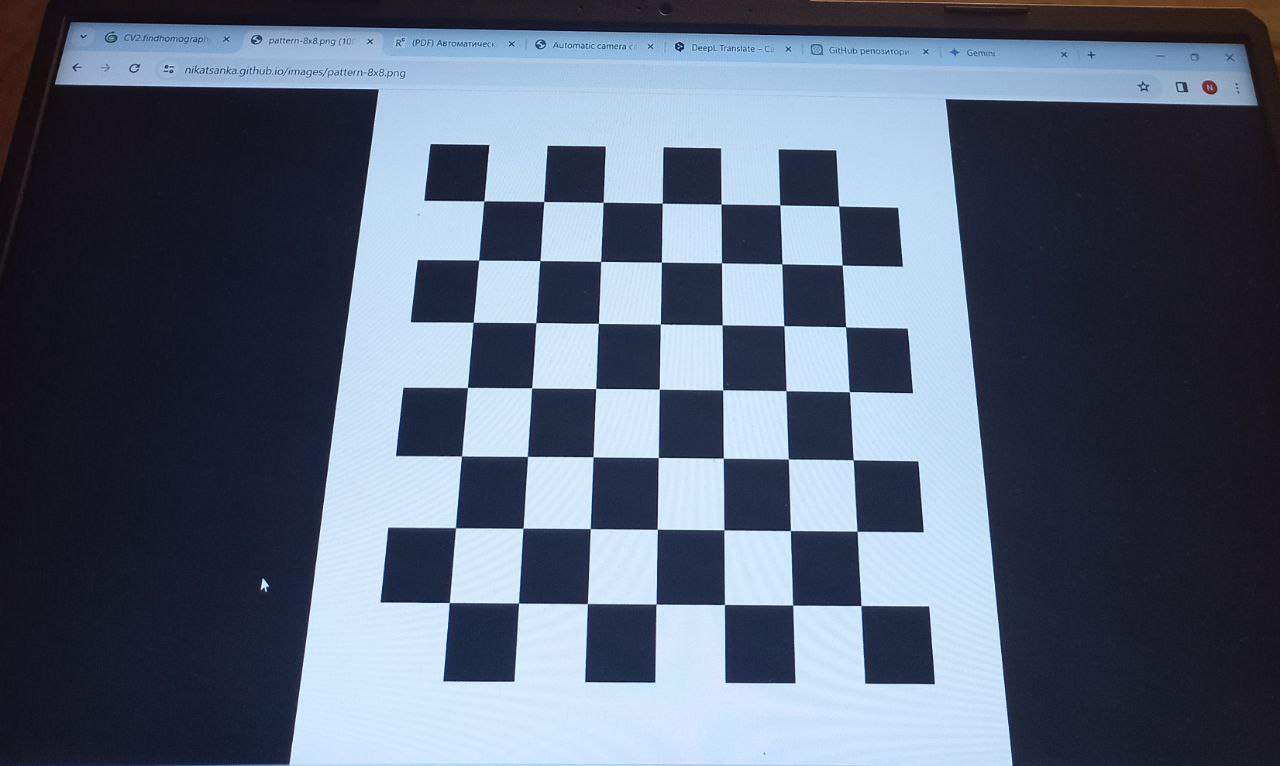 CV2.findhomograph
pattern-8x8.png (10
(PDF) Автоматическ
Automatic camera c
DeepL Translate – Ca
GitHub репозитори
Gemini
nikatsanka.github.io/images/pattern-8x8.png
N